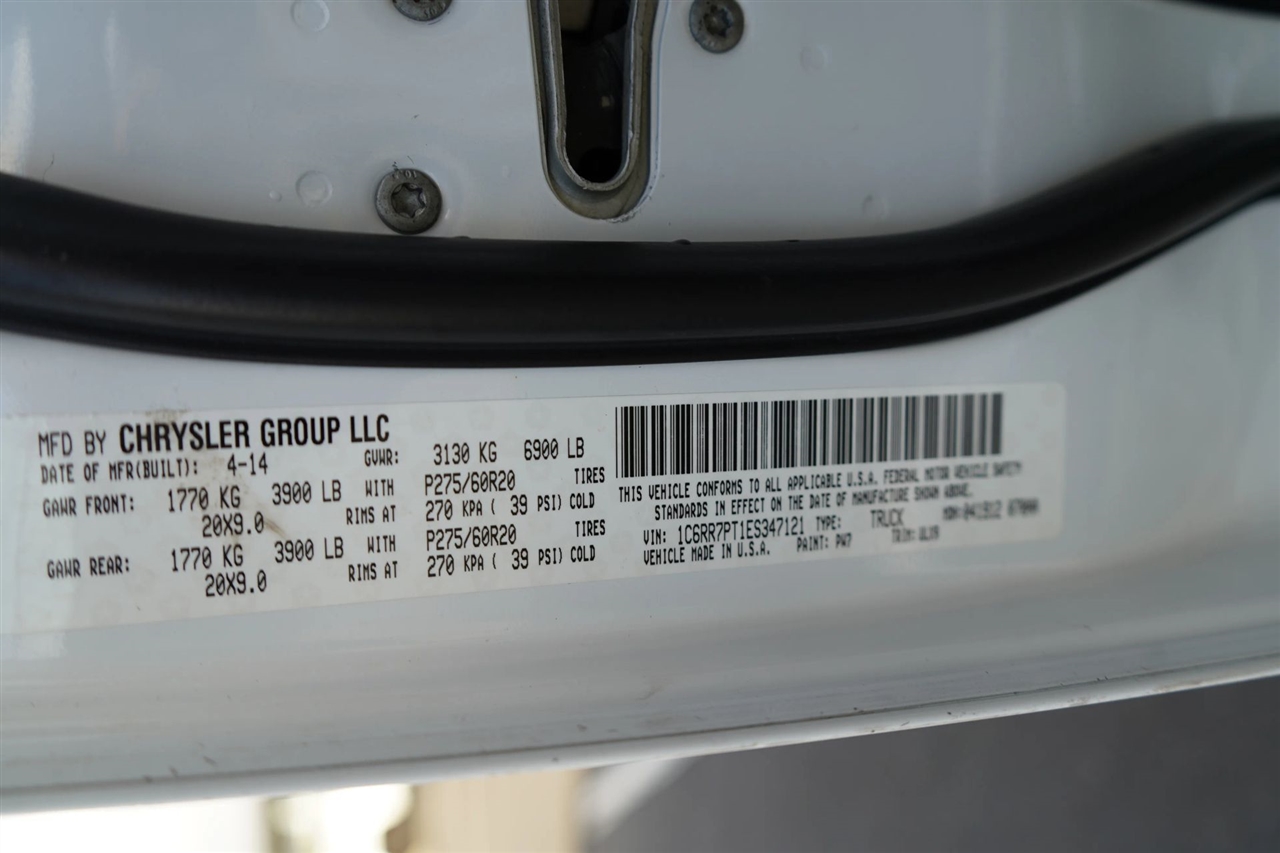 MFD BY CHRYSLER GROUP LLC
DATE OF MFR(BUILT): 4-14 GVWR: 3130 KG 6900 LB
GAWR FRONT: 1770 KG 3900 LB WITH P275/60R20 TIRES
20X9.0 RIMS AT 270 KPA ( 39 PSI) COLD
GAWR REAR: 1770 KG 3900 LB WITH P275/60R20 TIRES
20X9.0 RIMS AT 270 KPA ( 39 PSI) COLD
THIS VEHICLE CONFORMS TO ALL APPLICABLE U.S.A. FEDERAL MOTOR VEHICLE SAFETY
STANDARDS IN EFFECT ON THE DATE OF MANUFACTURE SHOWN ABOVE.
VIN: 1C6RR7PT1ES347121 TYPE: TRUCK MDH:
VEHICLE MADE IN U.S.A. PAINT: PW7 TRIM: